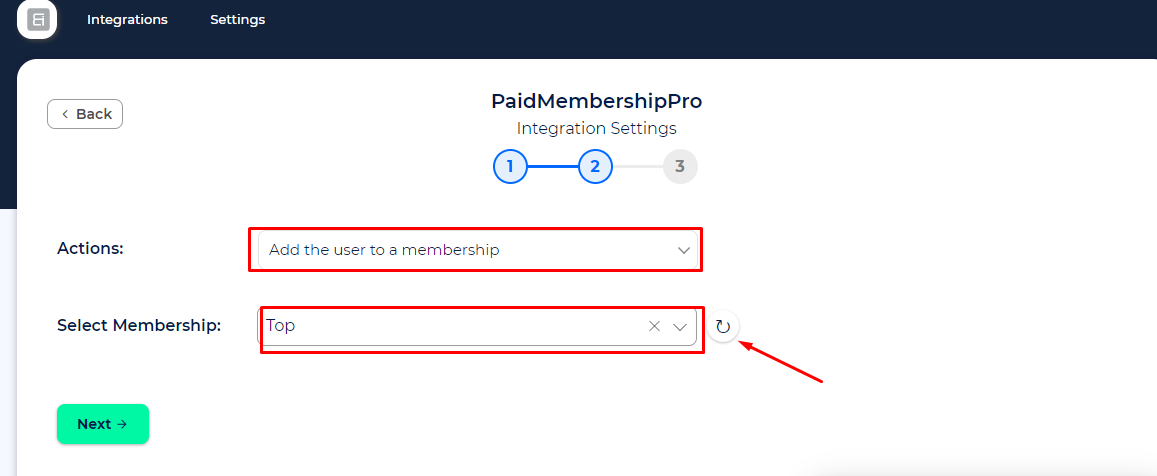 Integrations
Settings
Back
PaidMembershipPro
Integration Settings
1
2
3
Actions:
Add the user to a membership
Select Membership:
Top
Next